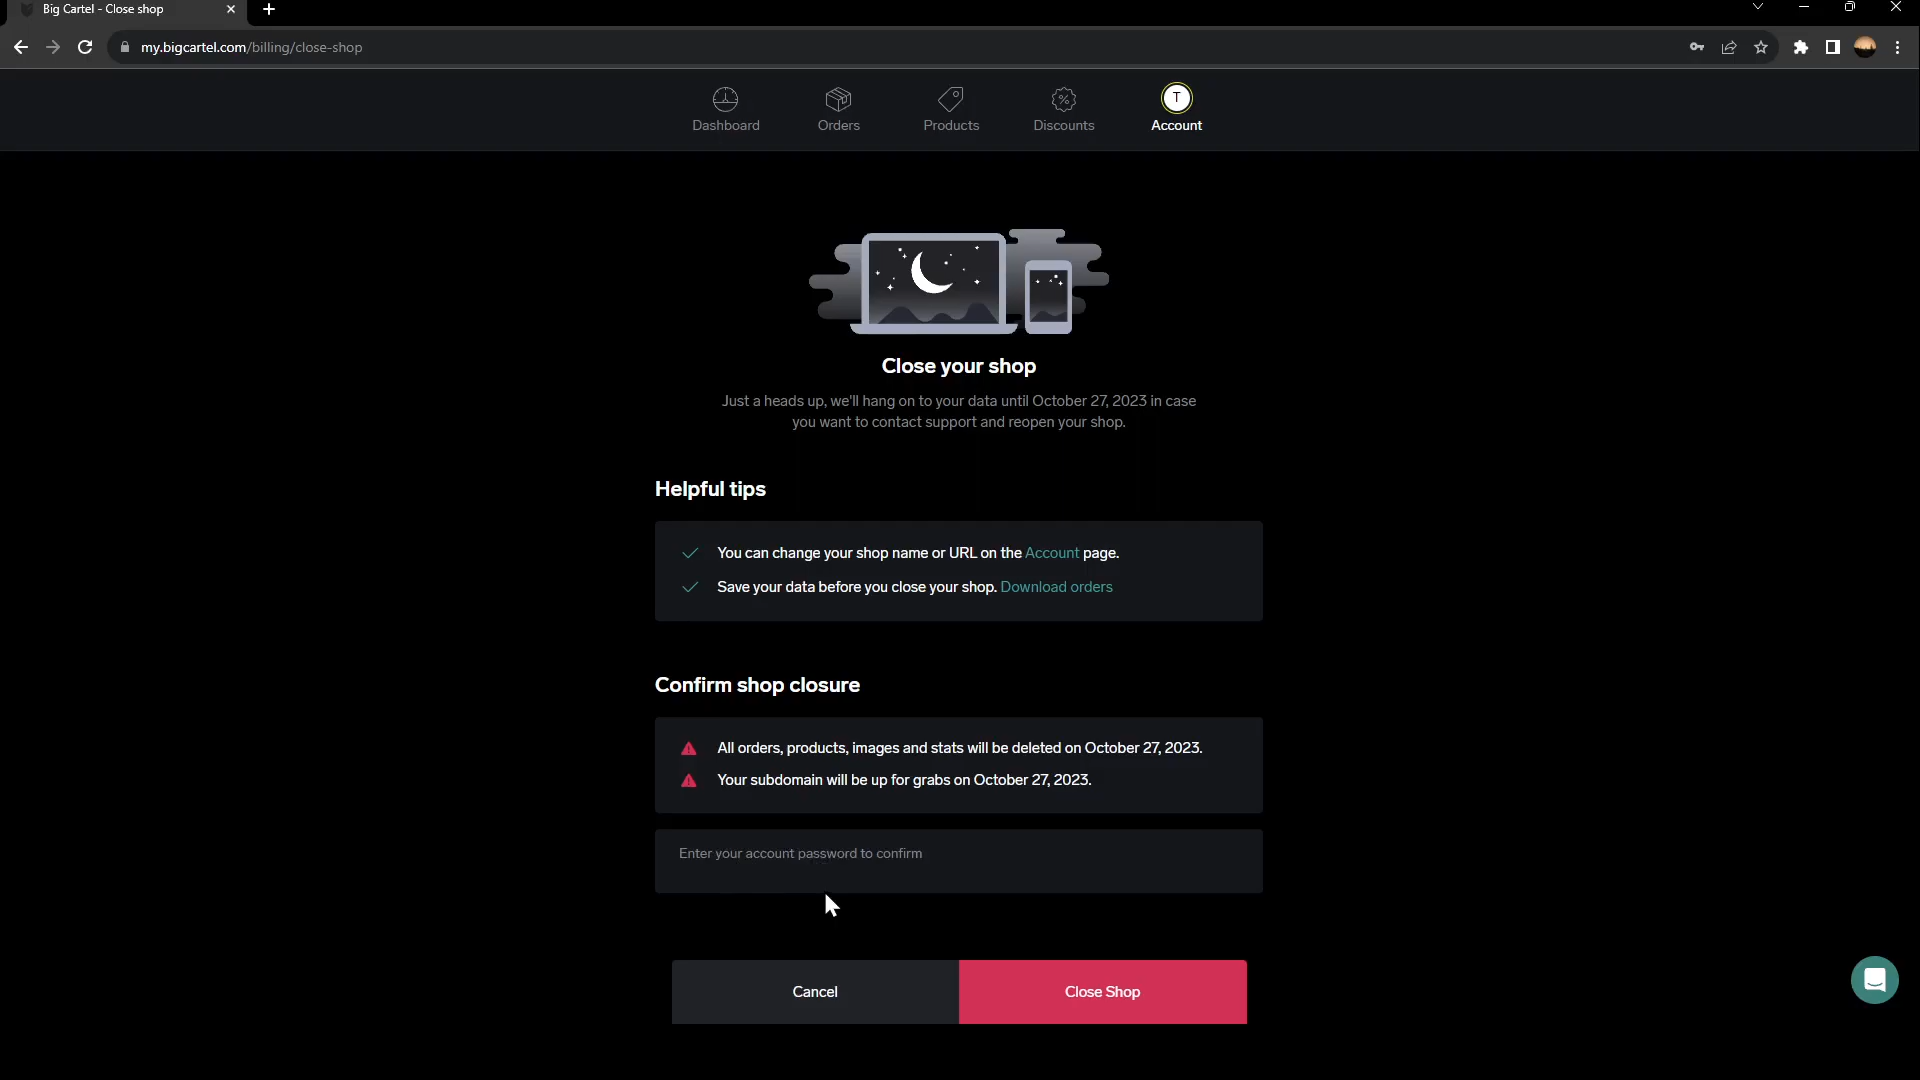 Big Cartel - Close shop
my.bigcartel.com/billing/close-shop
Dashboard
Orders
Products
Discounts
T
Account
Close your shop
Just a heads up, we'll hang on to your data until October 27, 2023 in case
you want to contact support and reopen your shop.
Helpful tips
You can change your shop name or URL on the Account page.
Save your data before you close your shop. Download orders
Confirm shop closure
All orders, products, images and stats will be deleted on October 27, 2023.
Your subdomain will be up for grabs on October 27, 2023.
Enter your account password to confirm
Cancel
Close Shop